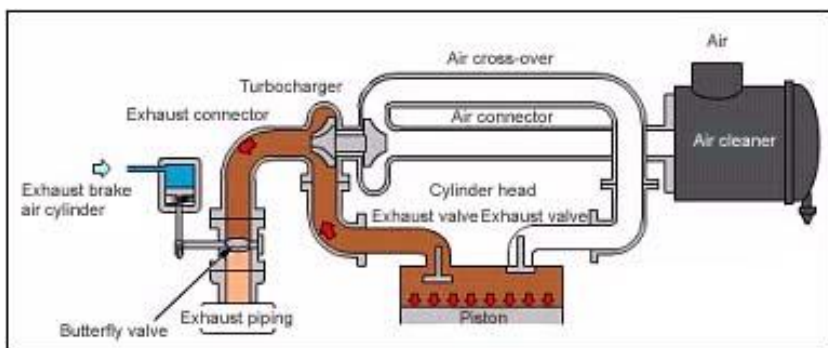 Air
Air cross-over
Turbocharger
Exhaust connector
Air connector
Air cleaner
Exhaust brake
air cylinder
Cylinder head
Exhaust valve Exhaust valve
Butterfly valve
Exhaust piping
Piston